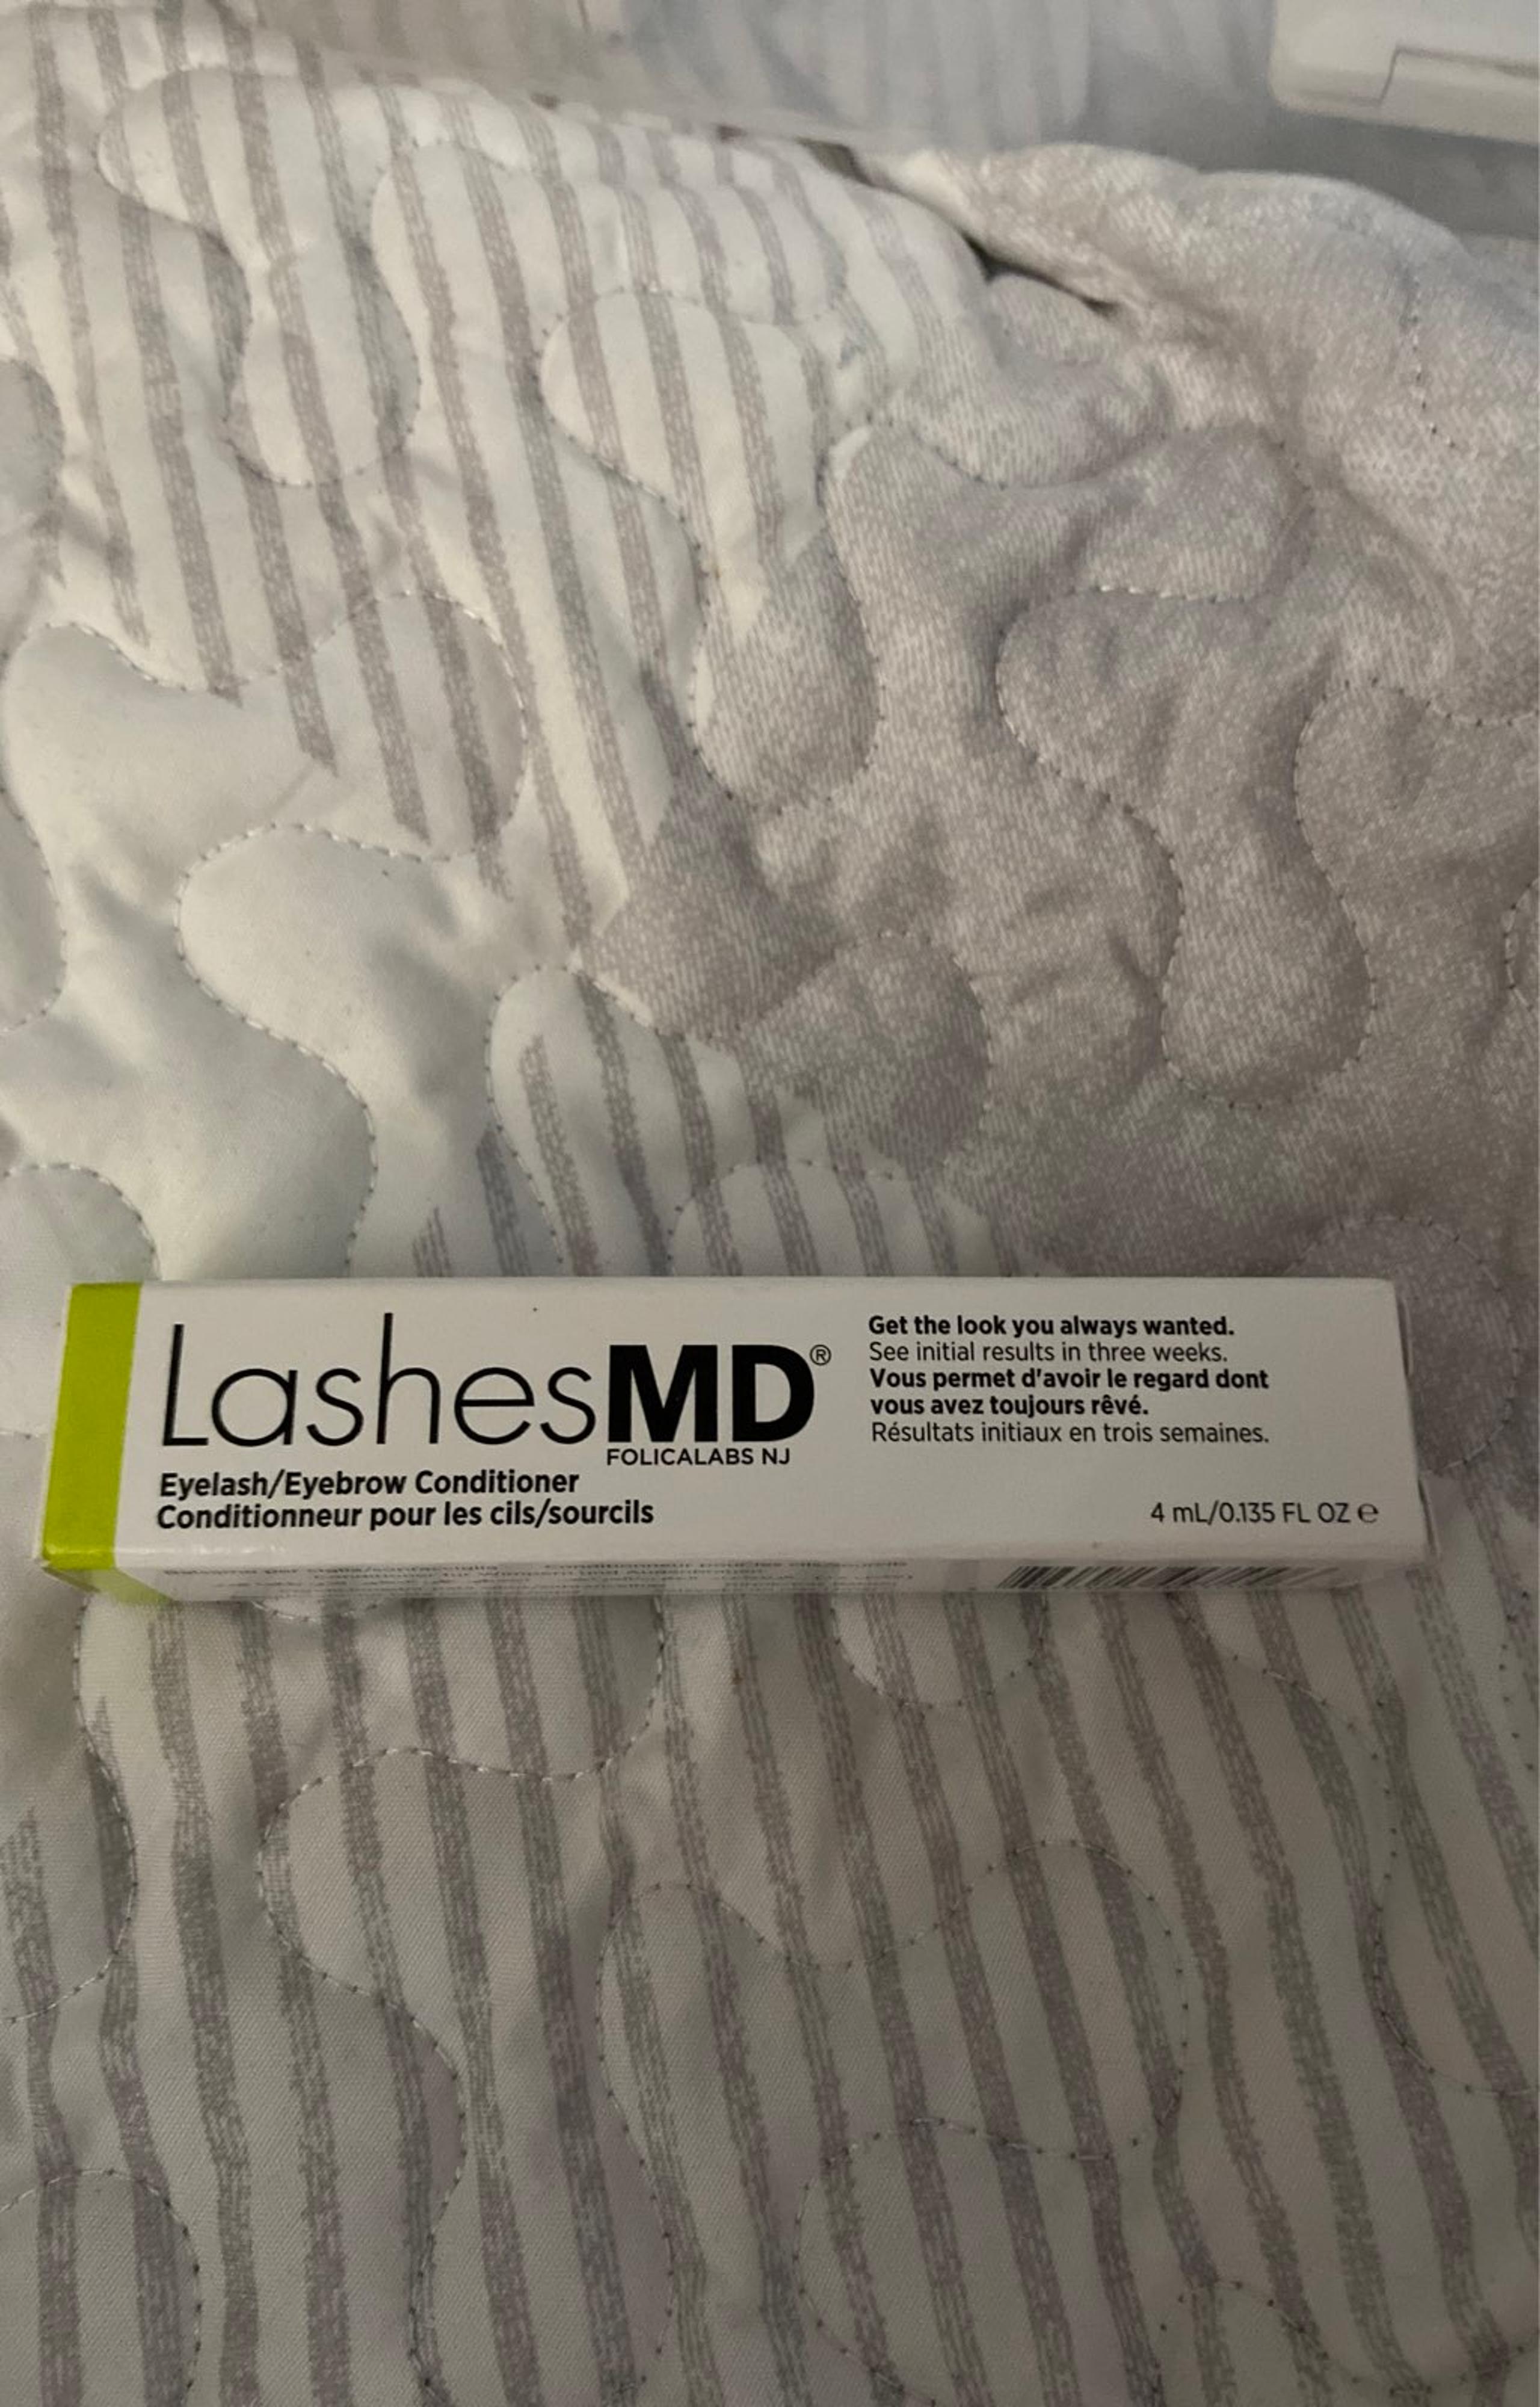 LashesMD®
FOLICALABS NJ
Eyelash/Eyebrow Conditioner
Conditionneur pour les cils/sourcils
Get the look you always wanted.
See initial results in three weeks.
Vous permet d'avoir le regard dont
vous avez toujours rêvé.
Résultats initiaux en trois semaines.
4 mL/0.135 FL OZ ℮